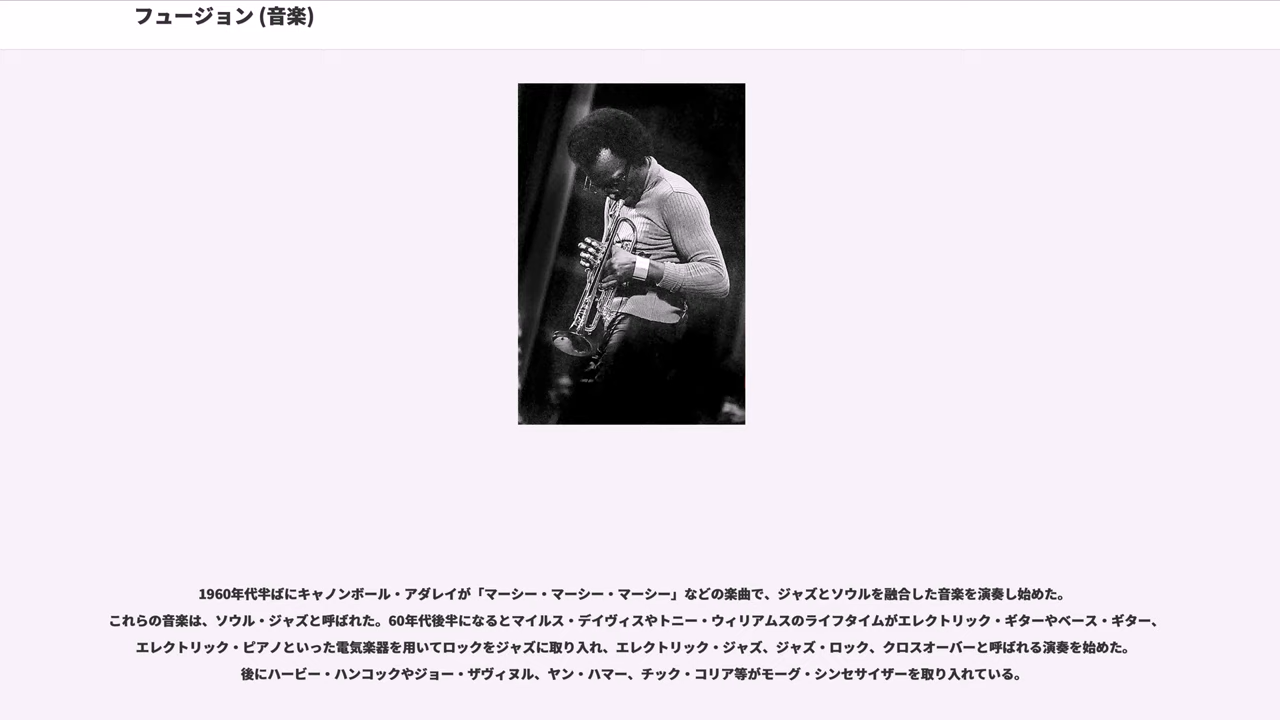 フュージョン (音楽)
1960年代半ばにキャノンボール・アダレイが「マーシー・マーシー・マーシー」などの楽曲で、ジャズとソウルを融合した音楽を演奏し始めた。
これらの音楽は、ソウル・ジャズと呼ばれた。60年代後半になるとマイルス・デイヴィスやトニー・ウィリアムスのライフタイムがエレクトリック・ギターやベース・ギター、
エレクトリック・ピアノといった電気楽器を用いてロックをジャズに取り入れ、エレクトリック・ジャズ、ジャズ・ロック、クロスオーバーと呼ばれる演奏を始めた。
後にハービー・ハンコックやジョー・ザヴィヌル、ヤン・ハマー、チック・コリア等がモーグ・シンセサイザーを取り入れている。